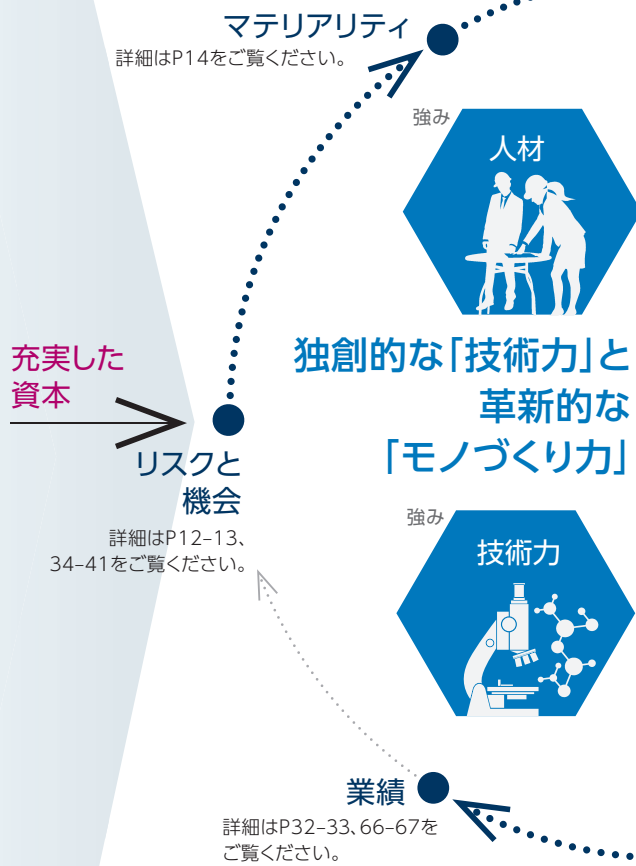 マテリアリティ
詳細はP14をご覧ください。
強み
人材
充実した
資本
独創的な「技術力」と
革新的な
「モノづくり力」
リスクと
機会
詳細はP12–13、
34–41をご覧ください。
強み
技術力
業績
詳細はP32–33、66–67を
ご覧ください。